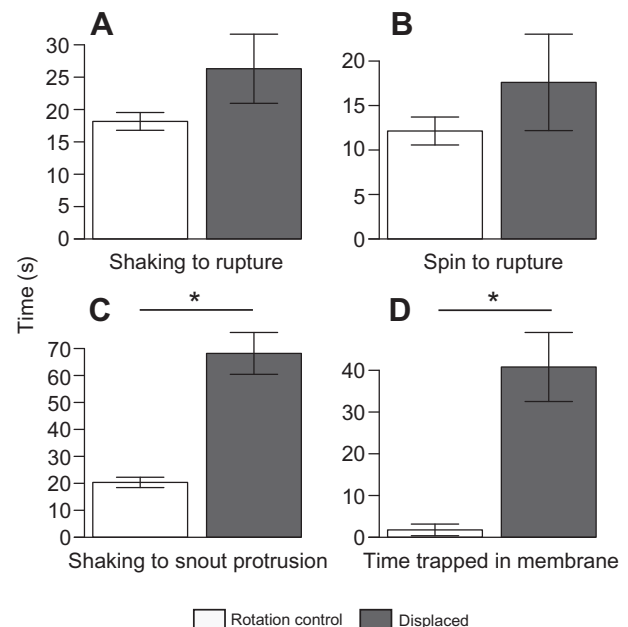 A
30
25
20
15
10
5
0
Shaking to rupture
B
20
15
10
5
0
Spin to rupture
Time (s)
C
*
70
60
50
40
30
20
10
0
Shaking to snout protrusion
D
*
40
30
20
10
0
Time trapped in membrane
Rotation control Displaced